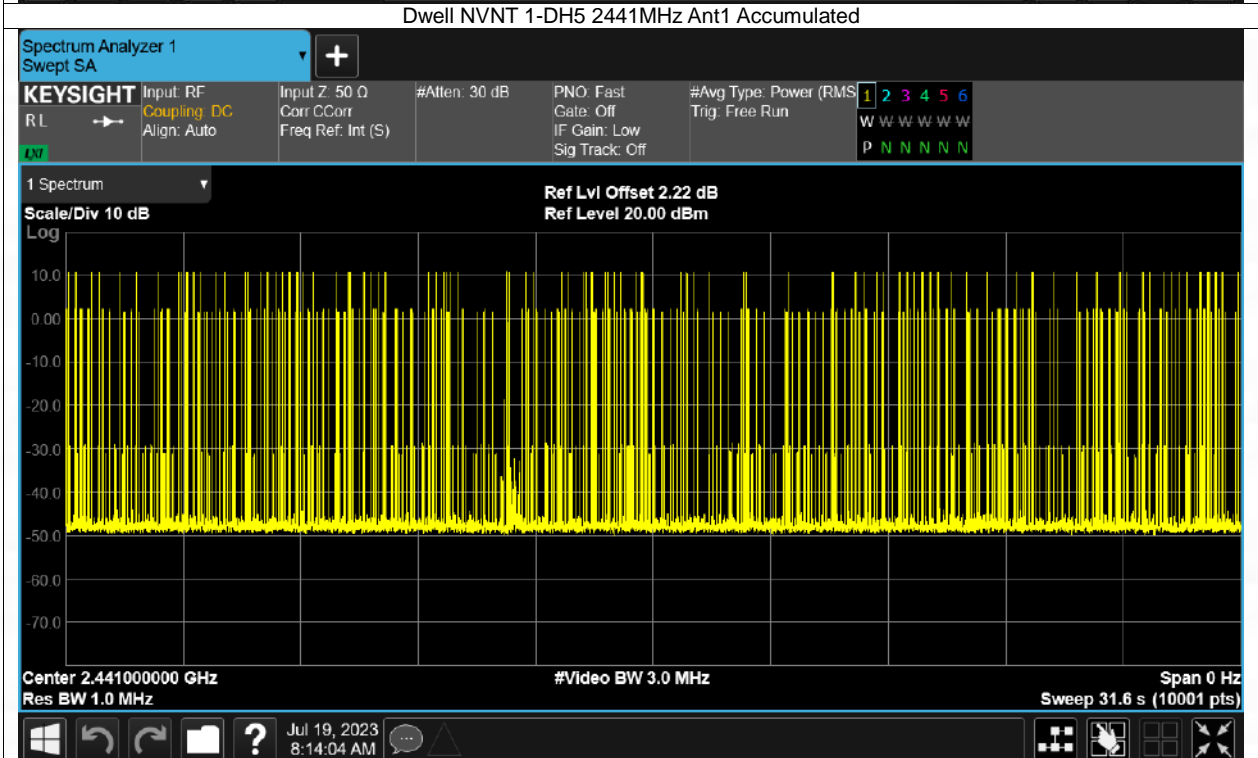 Dwell NVNT 1-DH5 2441MHz Ant1 Accumulated
Spectrum Analyzer 1
Swept SA
+
KEYSIGHT
RL
LXI
Input: RF
Coupling: DC
Align: Auto
Input Z: 50 Ω
Corr CCorr
Freq Ref: Int (S)
#Atten: 30 dB
PNO: Fast
Gate: Off
IF Gain: Low
Sig Track: Off
#Avg Type: Power (RMS
Trig: Free Run
1 2 3 4 5 6
W W W W W W
P N N N N N
1 Spectrum
Scale/Div 10 dB
Ref Lvl Offset 2.22 dB
Ref Level 20.00 dBm
Log
10.0
0.00
-10.0
-20.0
-30.0
-40.0
-50.0
-60.0
-70.0
Center 2.441000000 GHz
#Video BW 3.0 MHz
Span 0 Hz
Res BW 1.0 MHz
Sweep 31.6 s (10001 pts)
?
Jul 19, 2023
8:14:04 AM